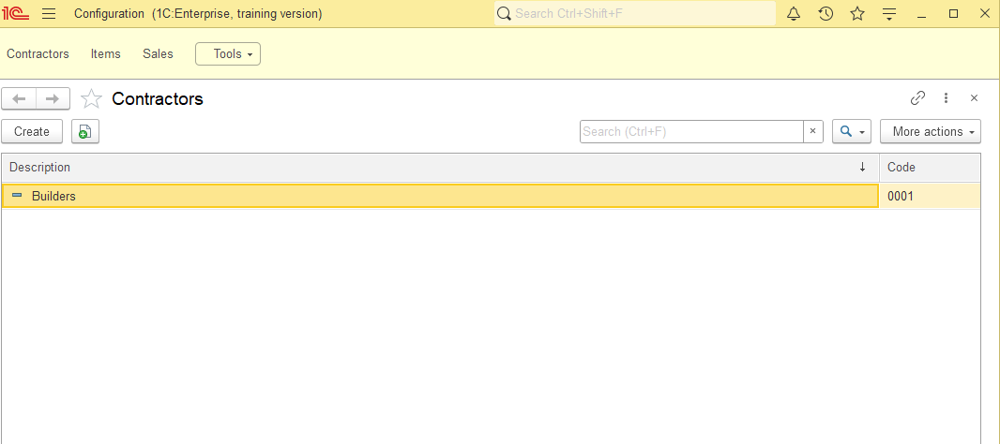 1C Configuration (1C:Enterprise, training version) Search Ctrl+Shift+F
Contractors Items Sales Tools
Contractors
Create Search (Ctrl+F) × More actions
Description ↓ Code
Builders 0001